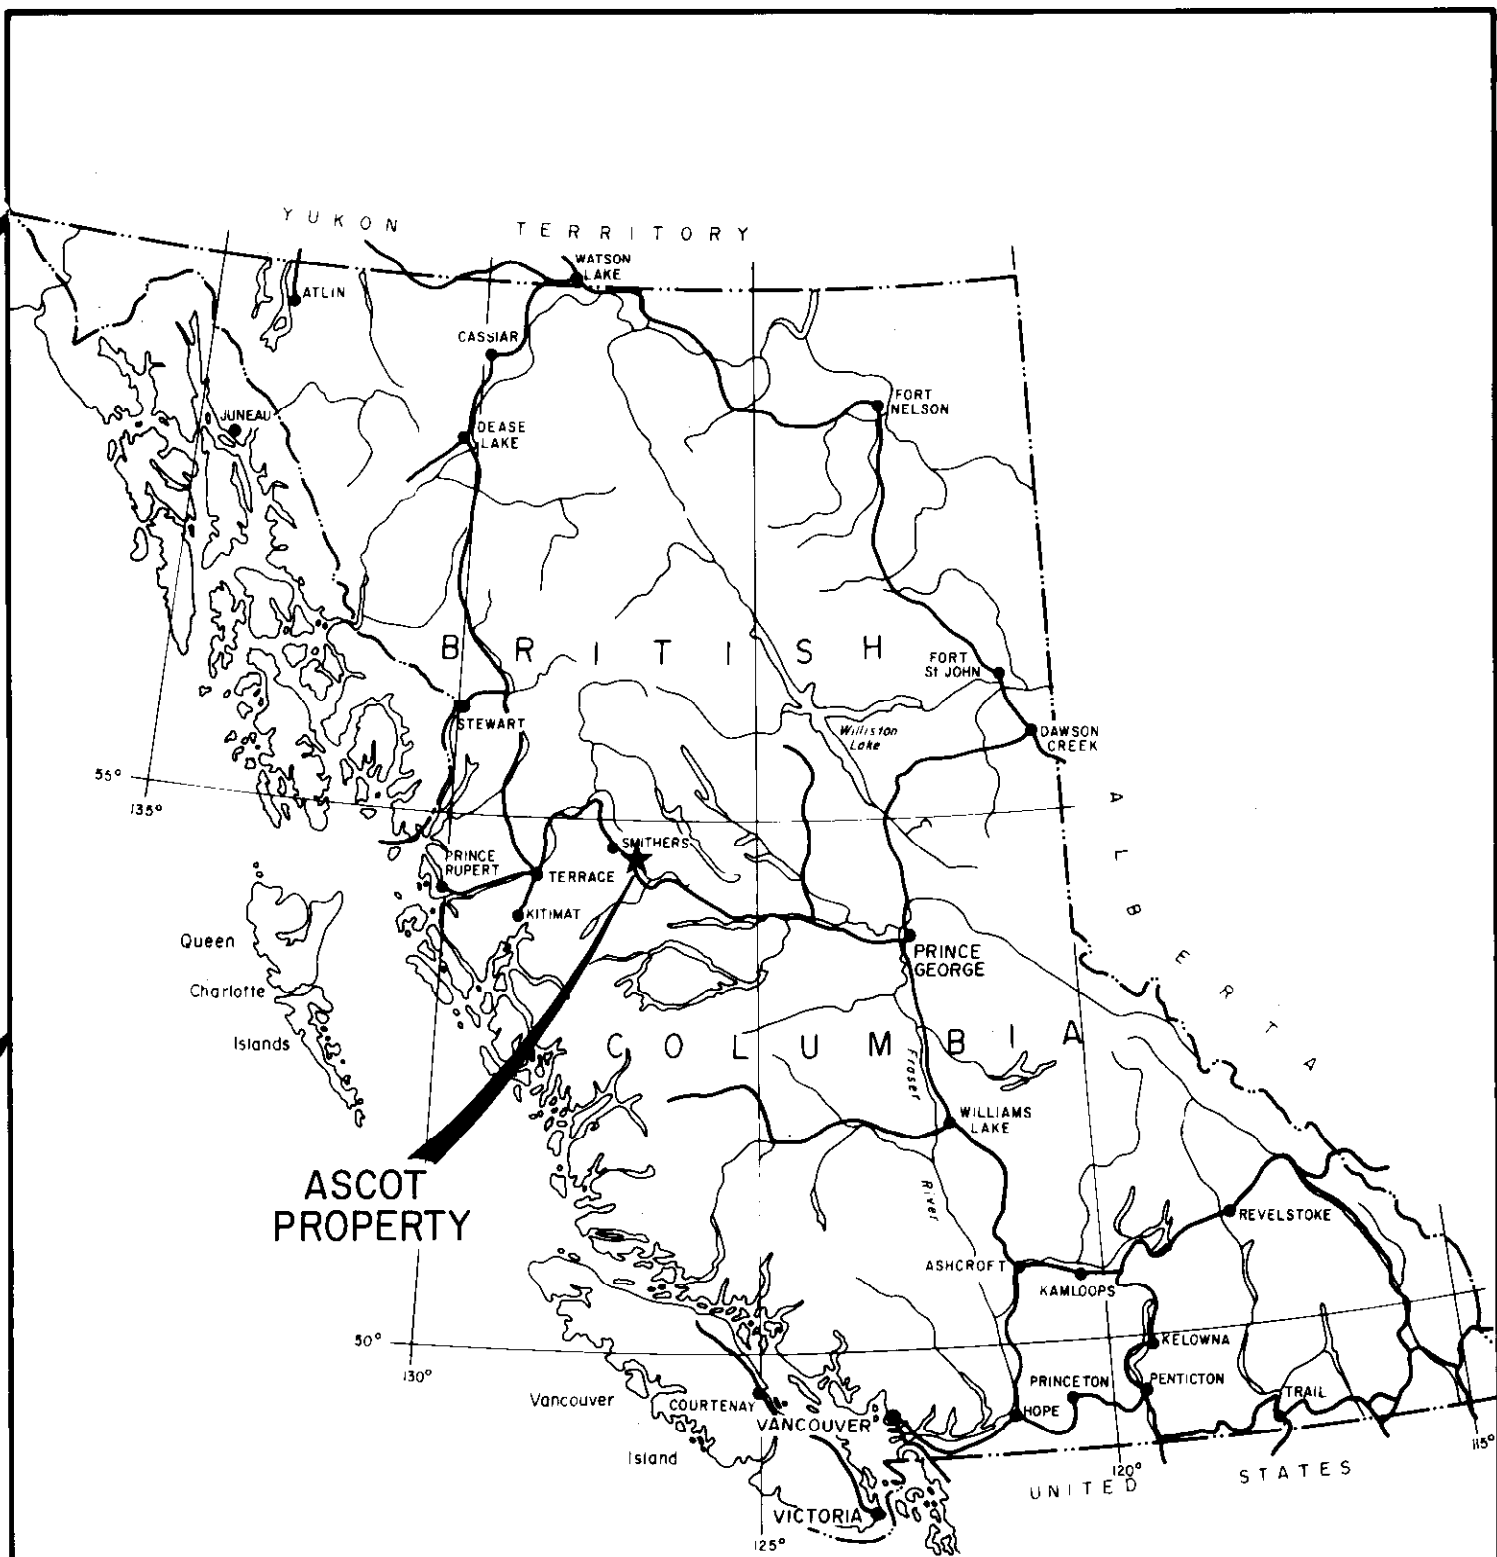 YUKON TERRITORY
WATSON
LAKE
ATLIN
CASSIAR
FORT
NELSON
JUNEAU
DEASE
LAKE
BRITISH
FORT
St JOHN
STEWART
Williston
Lake
DAWSON
CREEK
55°
135°
ALBERTA
SMITHERS
PRINCE
RUPERT
TERRACE
KITIMAT
Queen
Charlotte
Islands
PRINCE
GEORGE
COLUMBIA
Fraser
River
WILLIAMS
LAKE
ASCOT
PROPERTY
REVELSTOKE
ASHCROFT
KAMLOOPS
50°
130°
KELOWNA
PRINCETON
PENTICTON
TRAIL
Vancouver
Island
COURTENAY
VANCOUVER
HOPE
115°
120°
UNITED STATES
VICTORIA
125°